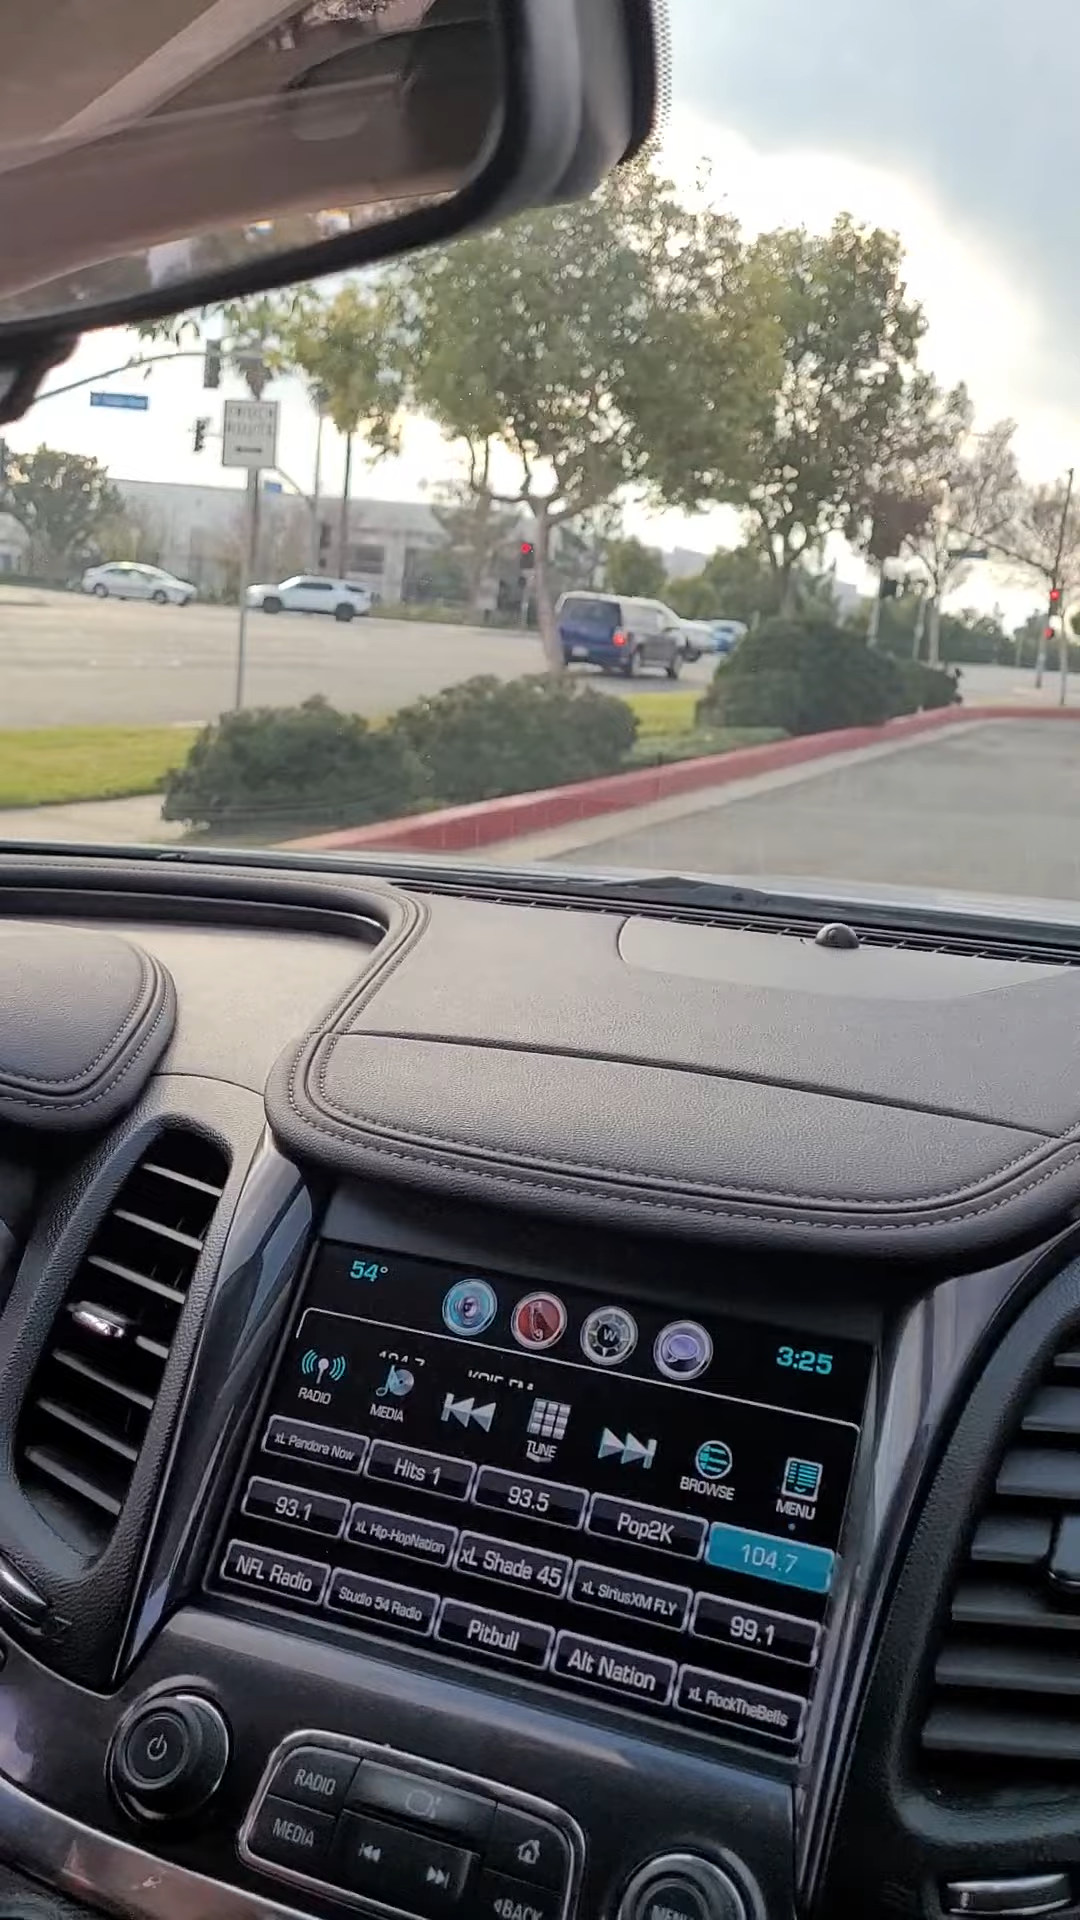 54°
3:25
RADIO
MEDIA
TUNE
BROWSE
MENU
xL Pandora Now
Hits 1
93.5
Pop2K
104.7
93.1
xL Hip-HopNation
xL Shade 45
xL SiriusXM FLY
99.1
NFL Radio
Studio 54 Radio
Pitbull
Alt Nation
xL RockTheBells
RADIO
MEDIA
BACK